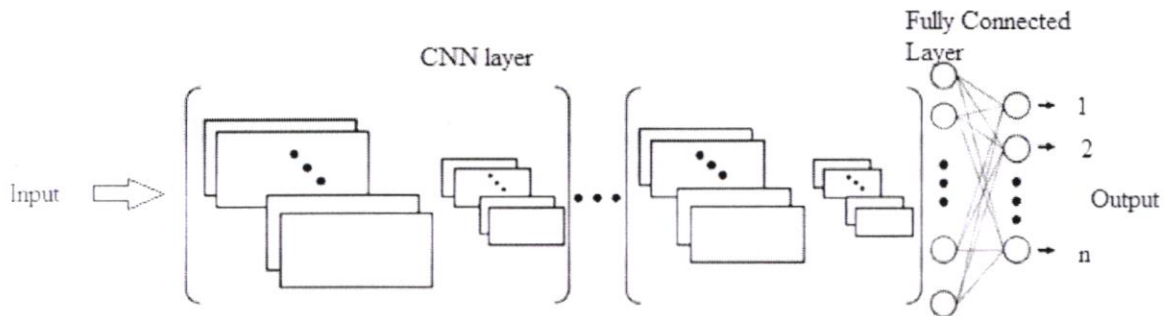 Fully Connected
Layer
CNN layer
1
2
Input
Output
n